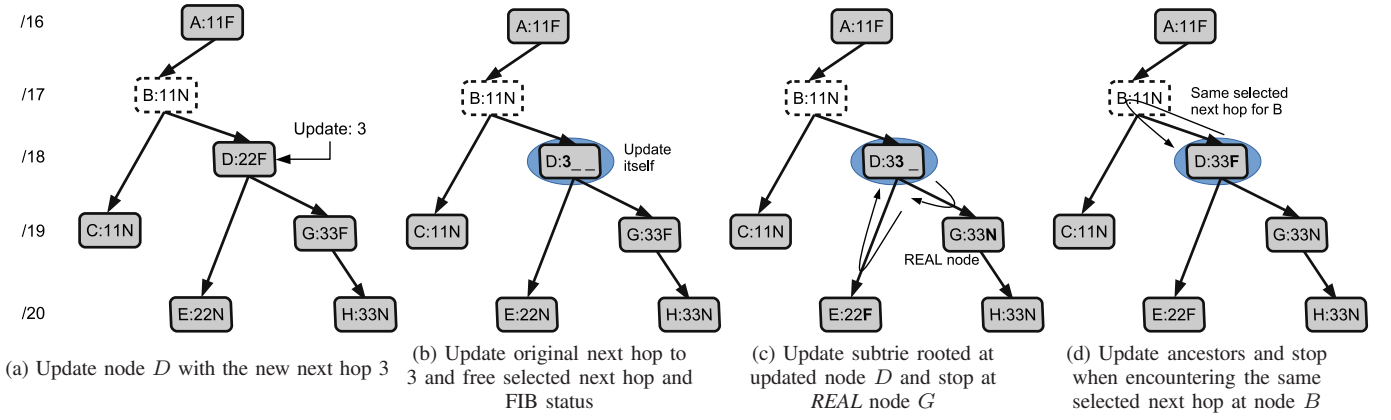 /16
/17
/18
/19
/20
A:11F
B:11N
Update: 3
D:22F
C:11N
G:33F
E:22N
H:33N
(a) Update node D with the new next hop 3
A:11F
B:11N
D:3_ _
Update
itself
C:11N
G:33F
E:22N
H:33N
(b) Update original next hop to
3 and free selected next hop and
FIB status
A:11F
B:11N
D:33_
C:11N
G:33N
REAL node
E:22F
H:33N
(c) Update subtrie rooted at
updated node D and stop at
REAL node G
A:11F
B:11N
Same selected
next hop for B
D:33F
C:11N
G:33N
E:22F
H:33N
(d) Update ancestors and stop
when encountering the same
selected next hop at node B